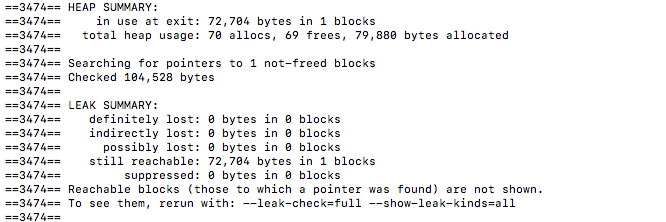 ==3474== HEAP SUMMARY:
==3474==     in use at exit: 72,704 bytes in 1 blocks
==3474==   total heap usage: 70 allocs, 69 frees, 79,880 bytes allocated
==3474==
==3474== Searching for pointers to 1 not-freed blocks
==3474== Checked 104,528 bytes
==3474==
==3474== LEAK SUMMARY:
==3474==    definitely lost: 0 bytes in 0 blocks
==3474==    indirectly lost: 0 bytes in 0 blocks
==3474==      possibly lost: 0 bytes in 0 blocks
==3474==    still reachable: 72,704 bytes in 1 blocks
==3474==         suppressed: 0 bytes in 0 blocks
==3474== Reachable blocks (those to which a pointer was found) are not shown.
==3474== To see them, rerun with: --leak-check=full --show-leak-kinds=all
==3474==